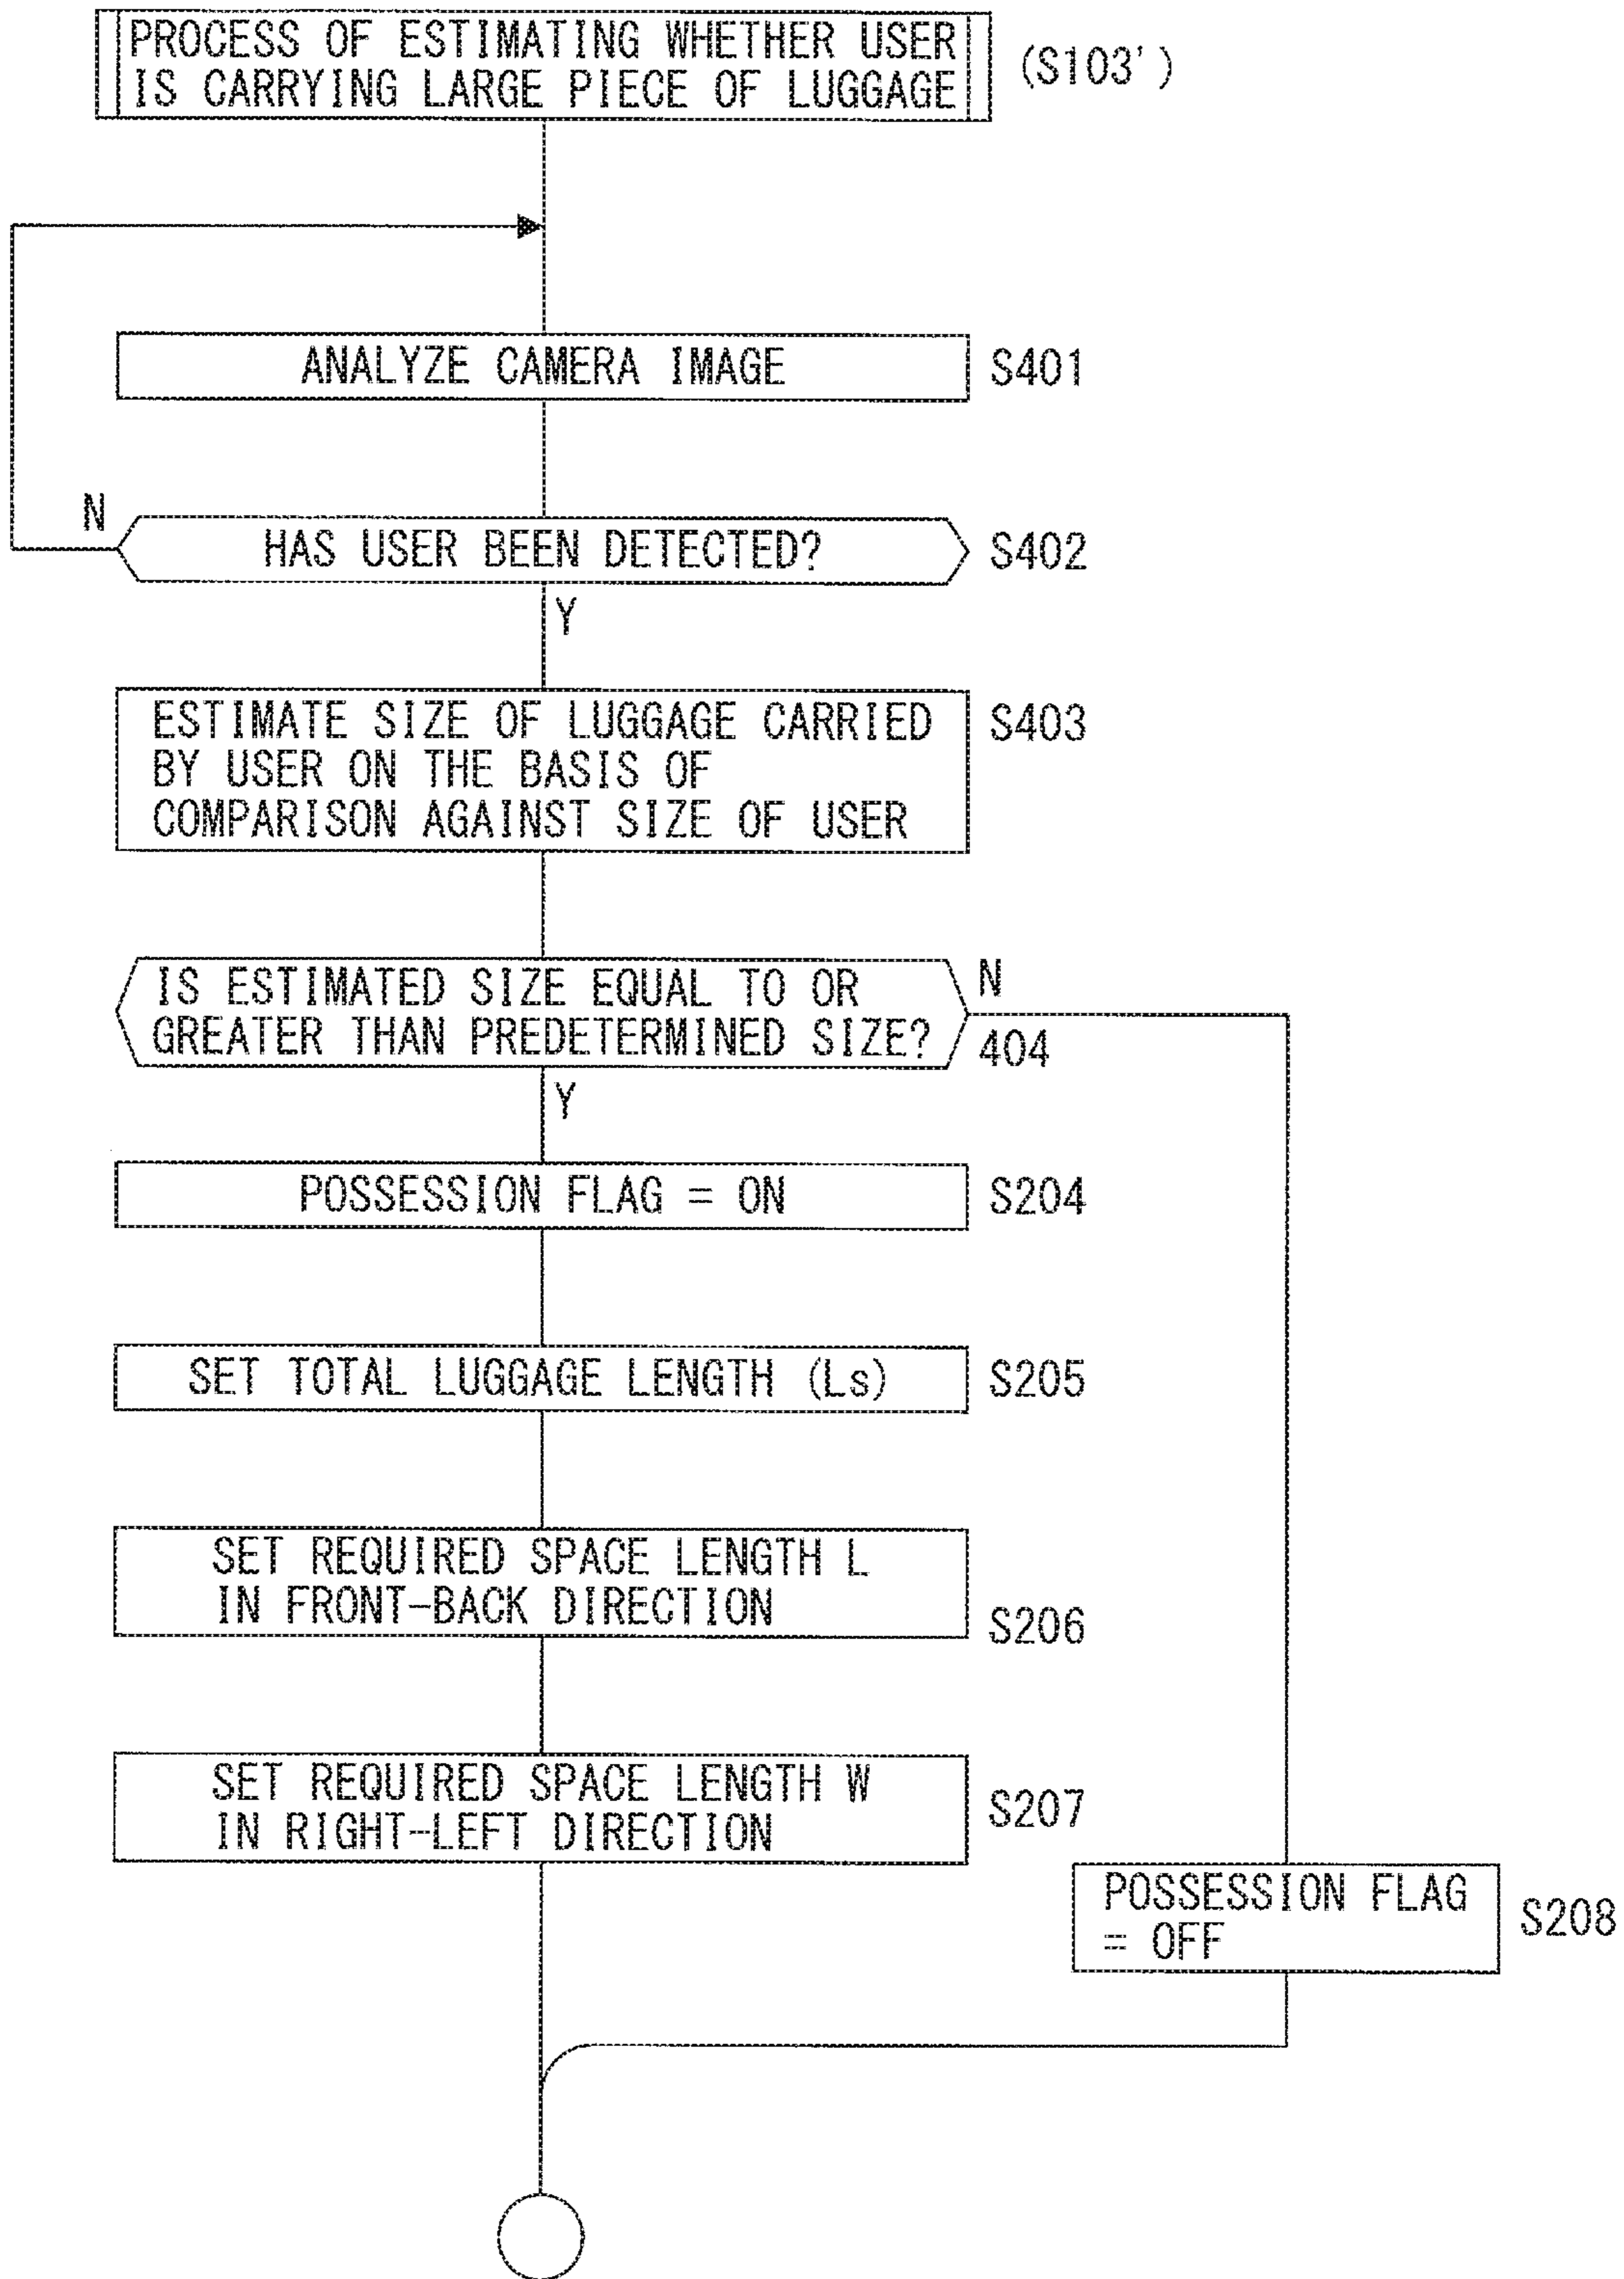 PROCESS OF ESTIMATING WHETHER USER
IS CARRYING LARGE PIECE OF LUGGAGE
(S103')
ANALYZE CAMERA IMAGE
S401
N
HAS USER BEEN DETECTED?
S402
Y
ESTIMATE SIZE OF LUGGAGE CARRIED
BY USER ON THE BASIS OF
COMPARISON AGAINST SIZE OF USER
S403
IS ESTIMATED SIZE EQUAL TO OR
GREATER THAN PREDETERMINED SIZE?
N
404
Y
POSSESSION FLAG = ON
S204
SET TOTAL LUGGAGE LENGTH (Ls)
S205
SET REQUIRED SPACE LENGTH L
IN FRONT-BACK DIRECTION
S206
SET REQUIRED SPACE LENGTH W
IN RIGHT-LEFT DIRECTION
S207
POSSESSION FLAG
= OFF
S208